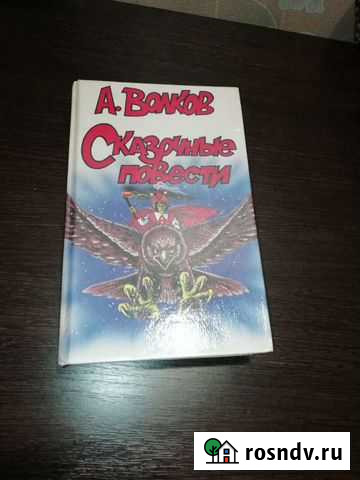 А. Волков
Сказочные
повести
rosndv.ru